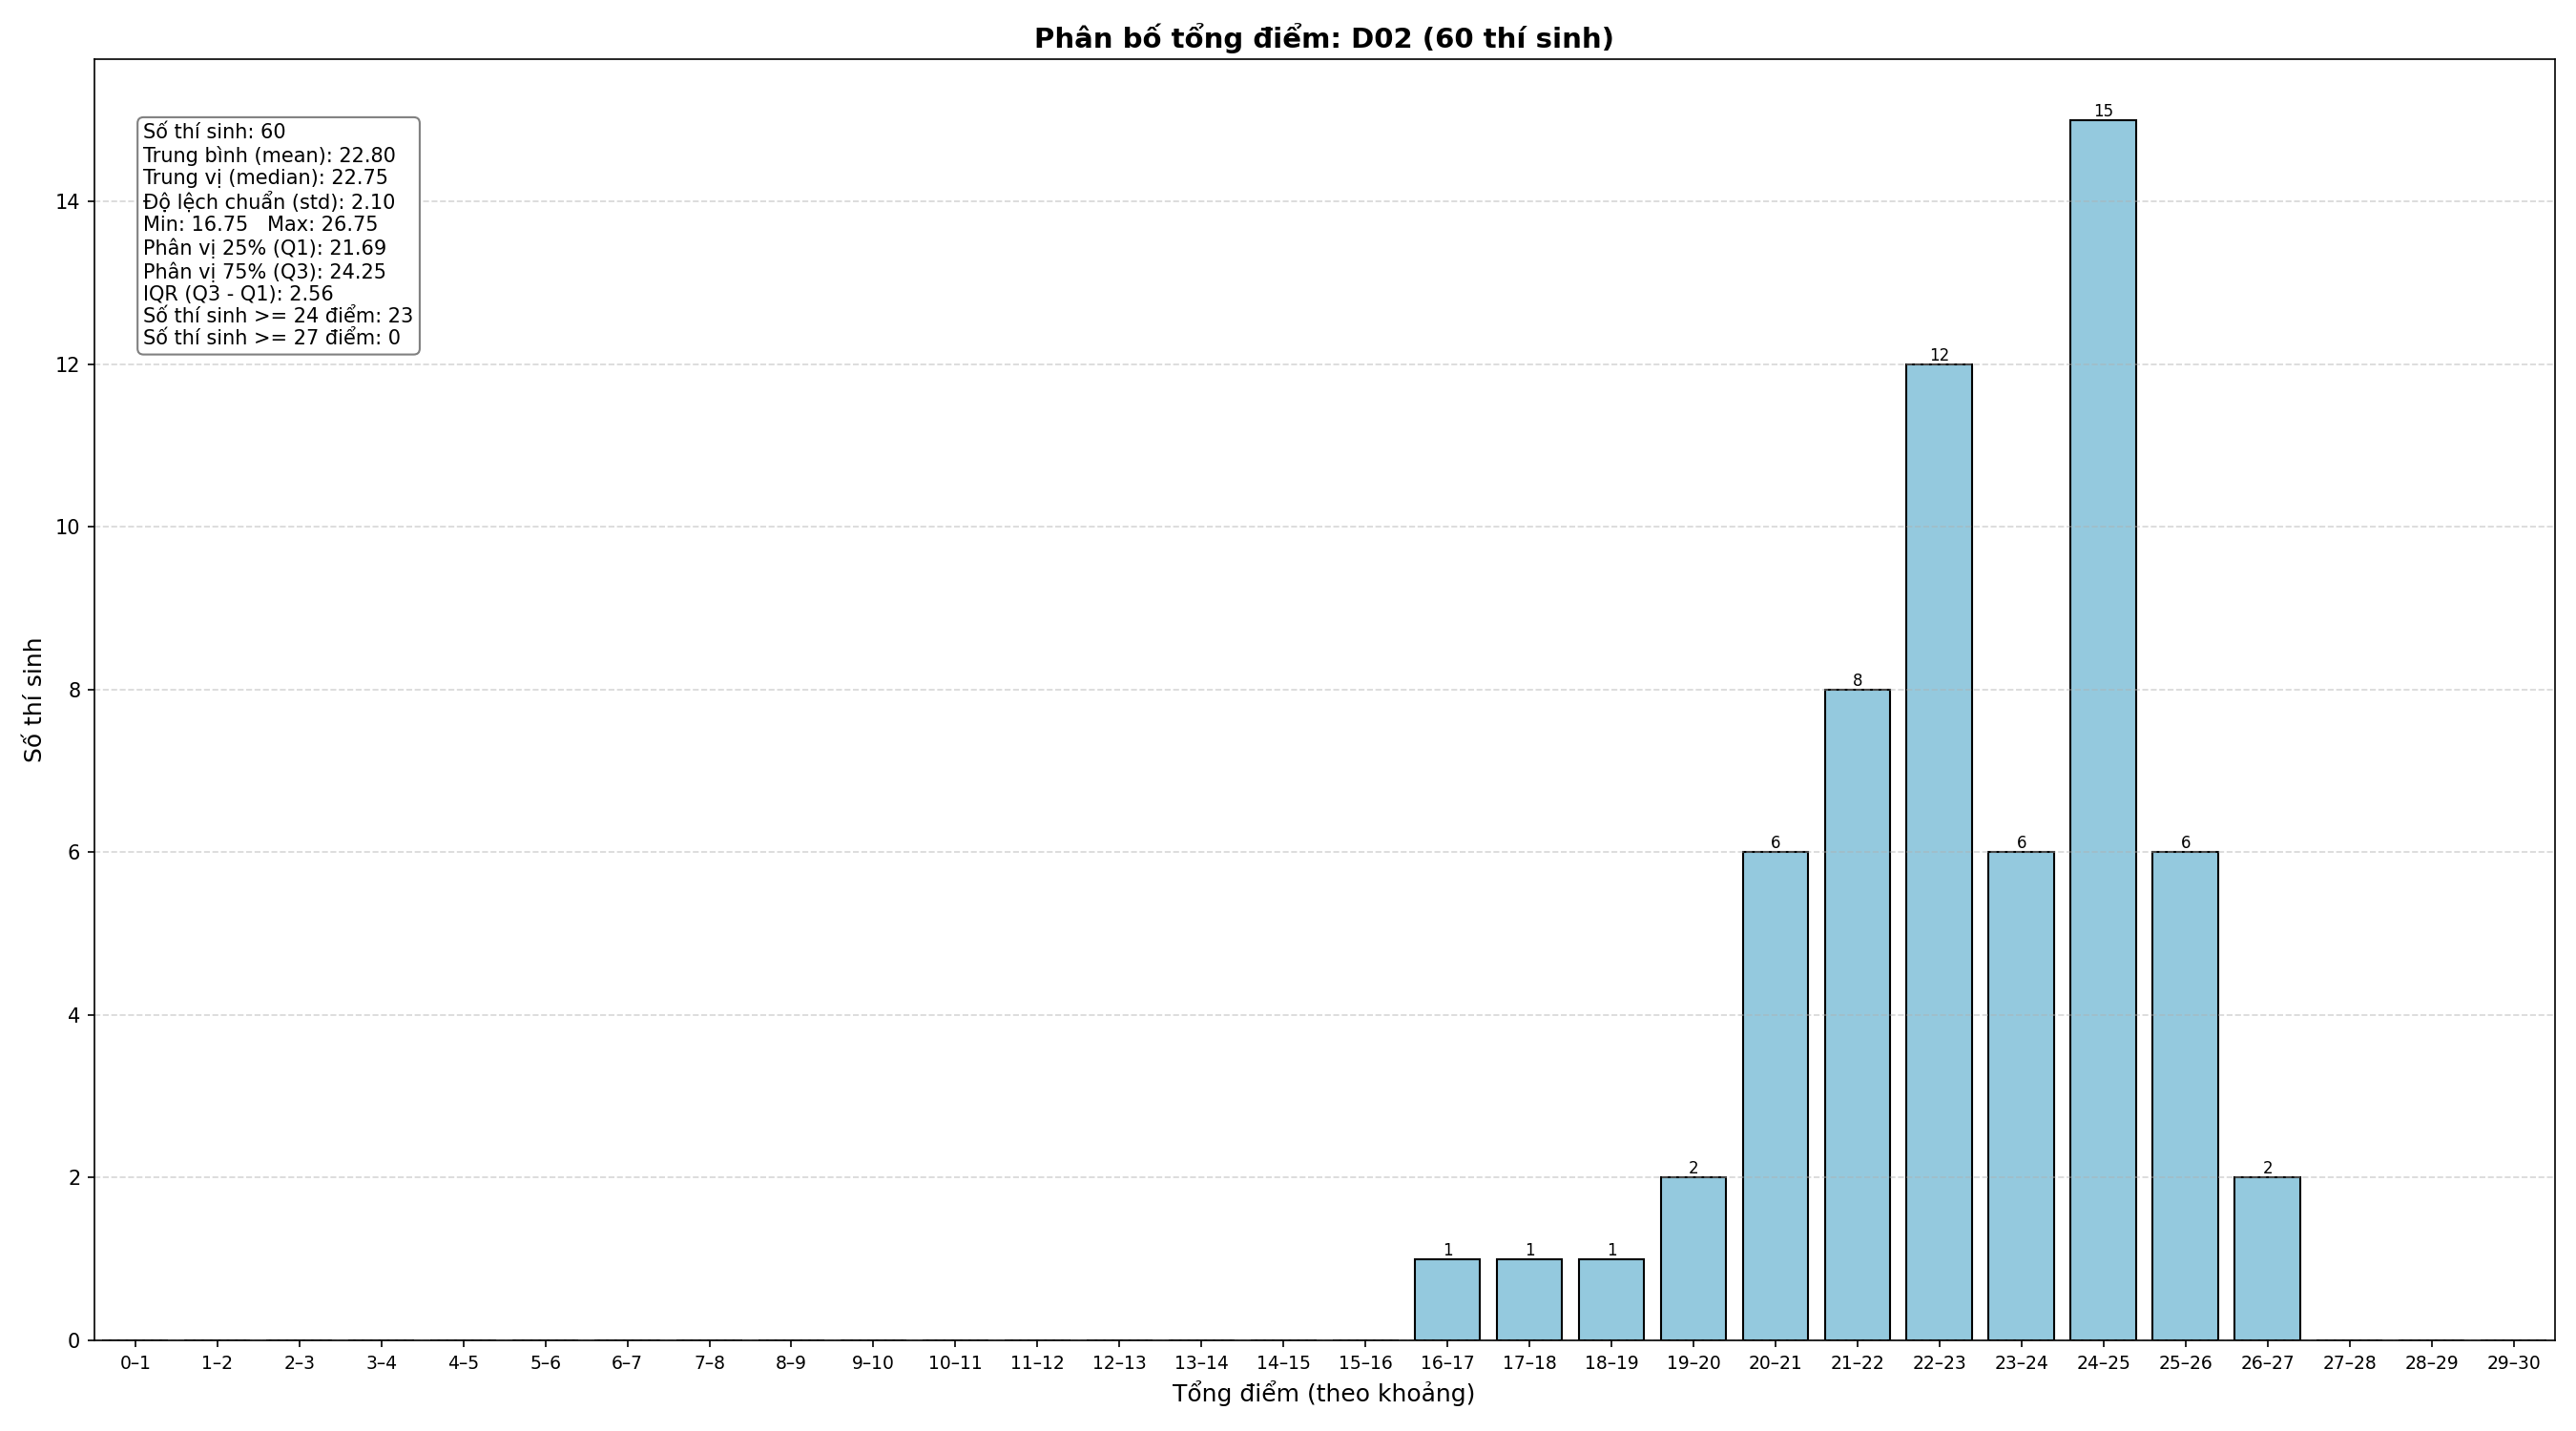 Phân bố tổng điểm: D02 (60 thí sinh)
Số thí sinh: 60
Trung bình (mean): 22.80
Trung vị (median): 22.75
Độ lệch chuẩn (std): 2.10
Min: 16.75   Max: 26.75
Phân vị 25% (Q1): 21.69
Phân vị 75% (Q3): 24.25
IQR (Q3 - Q1): 2.56
Số thí sinh >= 24 điểm: 23
Số thí sinh >= 27 điểm: 0
Số thí sinh
14
12
10
8
6
4
2
0
1
1
1
2
6
8
12
6
15
6
2
0–1 1–2 2–3 3–4 4–5 5–6 6–7 7–8 8–9 9–10 10–11 11–12 12–13 13–14 14–15 15–16 16–17 17–18 18–19 19–20 20–21 21–22 22–23 23–24 24–25 25–26 26–27 27–28 28–29 29–30
Tổng điểm (theo khoảng)